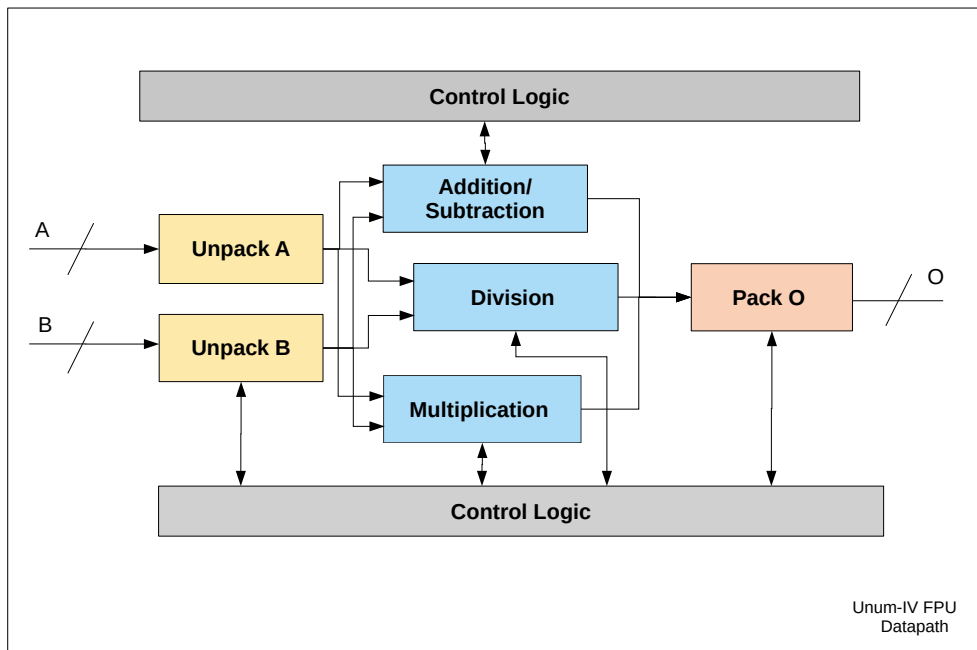 Control Logic
Addition/
Subtraction
A
Unpack A
Division
Pack O
O
B
Unpack B
Multiplication
Control Logic
Unum-IV FPU
Datapath